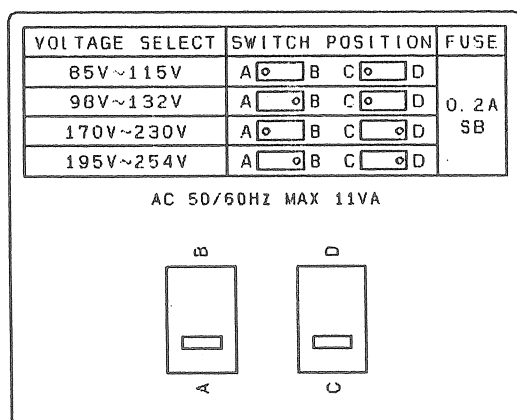 VOLTAGE SELECT SWITCH POSITION FUSE
85V~115V A B C D
98V~132V A B C D
170V~230V A B C D
195V~254V A B C D
0.2A
SB
AC 50/60Hz MAX 11VA
B D
A C